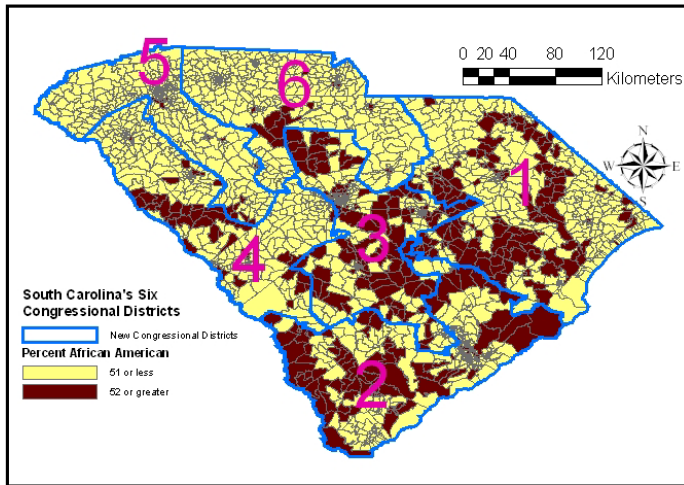 5
6
0 20 40 80 120
Kilometers
N
W E
S
1
3
4
2
South Carolina's Six
Congressional Districts
New Congressional Districts
Percent African American
51 or less
52 or greater